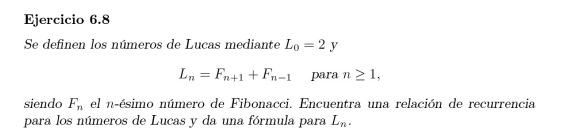 Ejercicio 6.8
Se definen los números de Lucas mediante L₀ = 2 y
Lₙ = Fₙ₊₁ + Fₙ₋₁ para n ≥ 1,
siendo Fₙ el n-ésimo número de Fibonacci. Encuentra una relación de recurrencia
para los números de Lucas y da una fórmula para Lₙ.